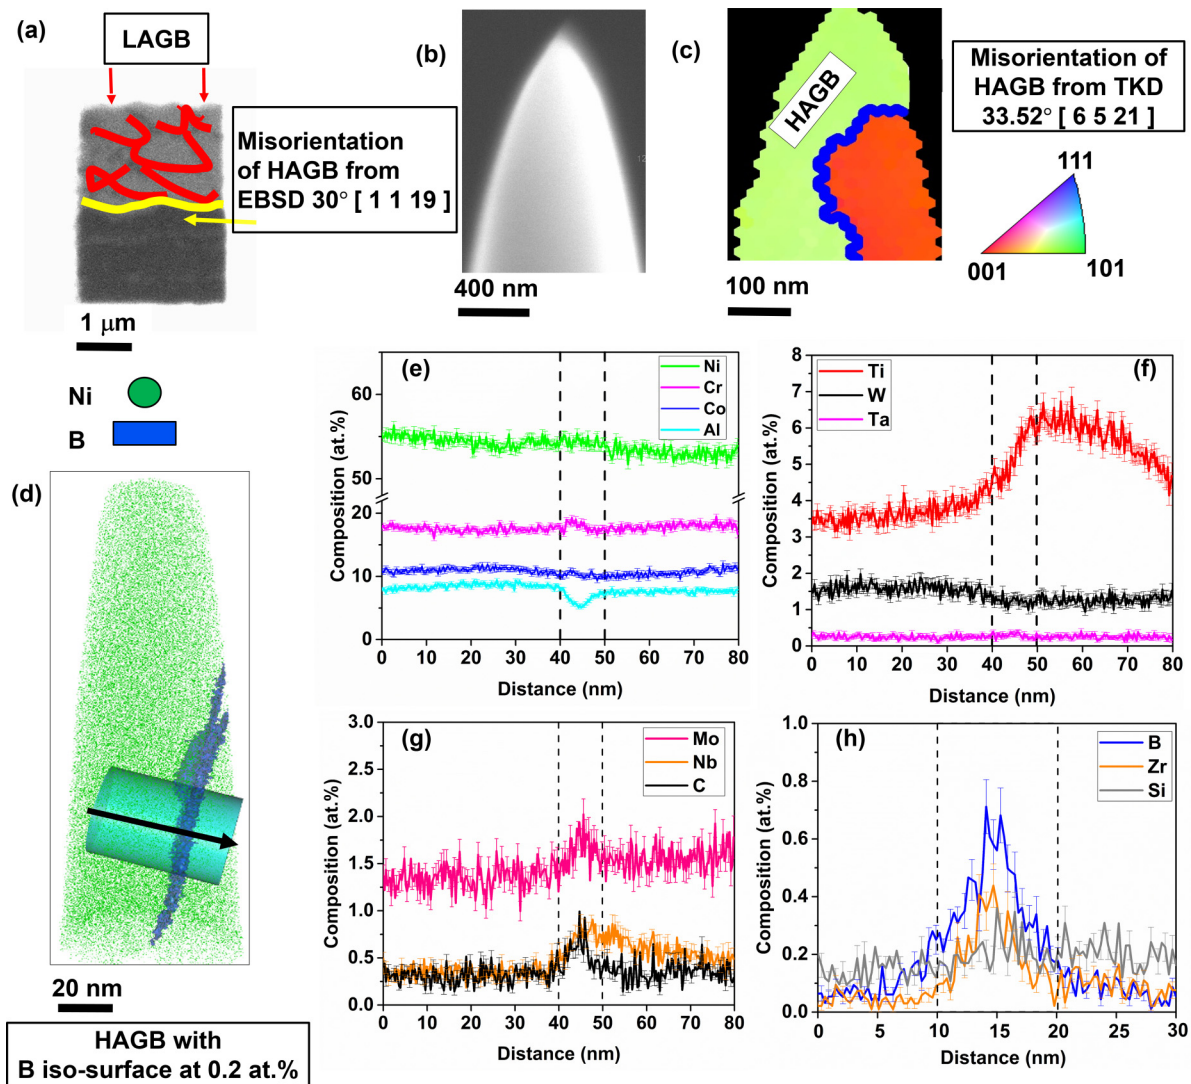 (a)
LAGB
Misorientation
of HAGB from
EBSD 30° [ 1 1 19 ]
1 μm
(b)
12
400 nm
(c)
HAGB
100 nm
Misorientation of
HAGB from TKD
33.52° [ 6 5 21 ]
111
001
101
Ni
B
(d)
20 nm
HAGB with
B iso-surface at 0.2 at.%
(e)
Ni
Cr
Co
Al
Composition (at.%)
60
50
20
10
0
0 10 20 30 40 50 60 70 80
Distance (nm)
(f)
Ti
W
Ta
Composition (at.%)
8
7
6
5
4
3
2
1
0
0 10 20 30 40 50 60 70 80
Distance (nm)
(g)
Mo
Nb
C
Composition (at.%)
3.0
2.5
2.0
1.5
1.0
0.5
0.0
0 10 20 30 40 50 60 70 80
Distance (nm)
(h)
B
Zr
Si
Composition (at.%)
1.0
0.8
0.6
0.4
0.2
0.0
0 5 10 15 20 25 30
Distance (nm)